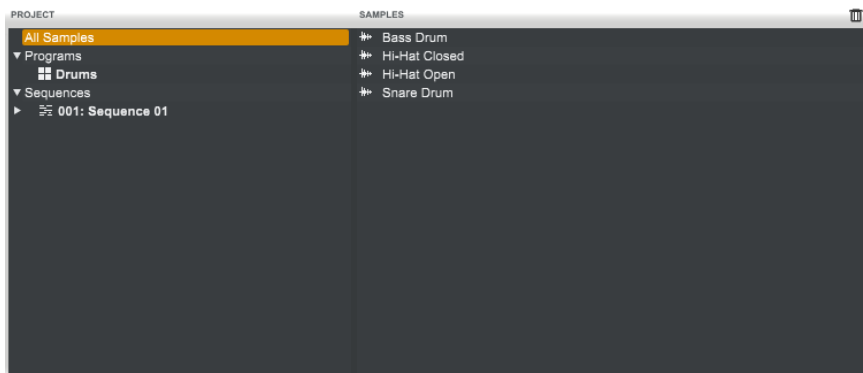 PROJECT
All Samples
Programs
Drums
Sequences
001: Sequence 01
SAMPLES
Bass Drum
Hi-Hat Closed
Hi-Hat Open
Snare Drum